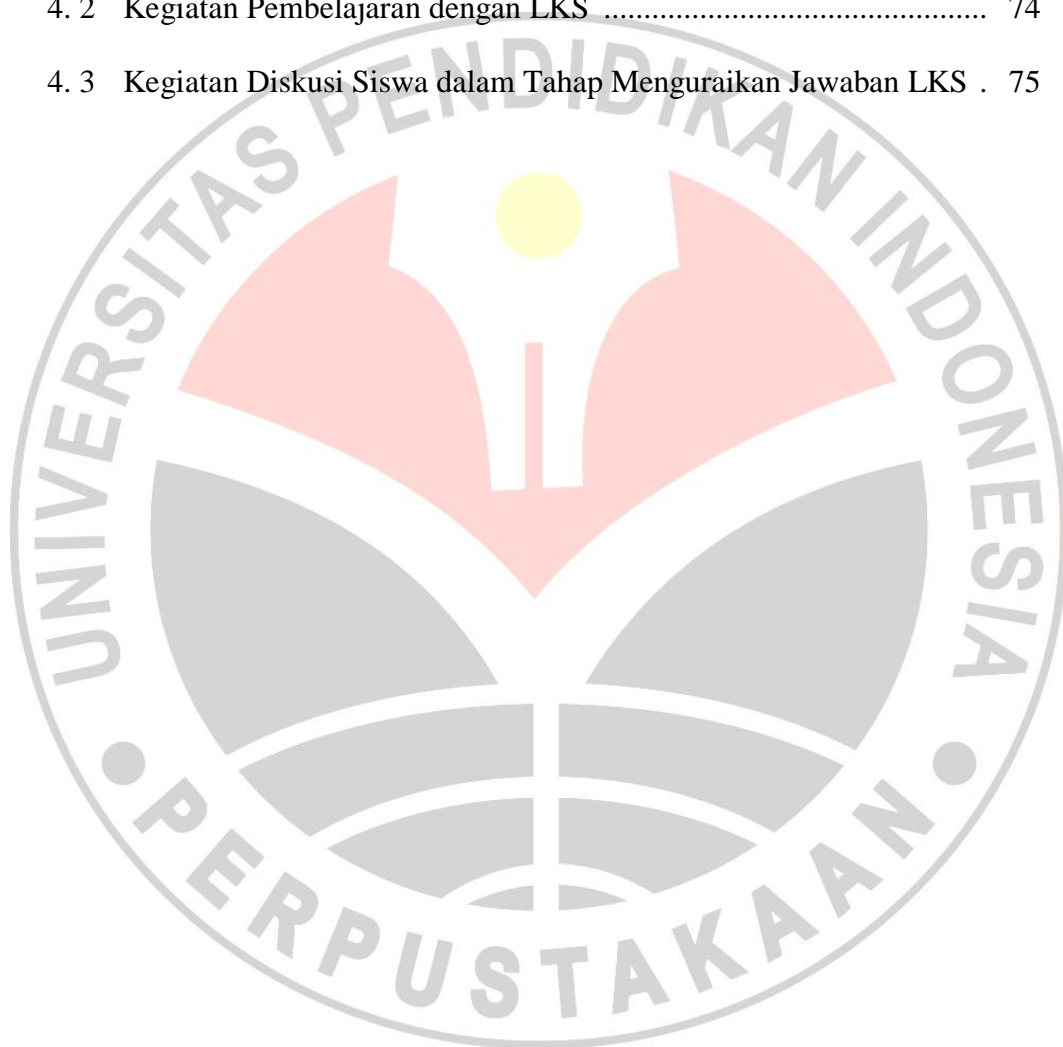 4. 2 Kegiatan Pembelajaran dengan LKS ................................................ 74
4. 3 Kegiatan Diskusi Siswa dalam Tahap Menguraikan Jawaban LKS . 75
UNIVERSITAS PENDIDIKAN INDONESIA
PERPUSTAKAAN